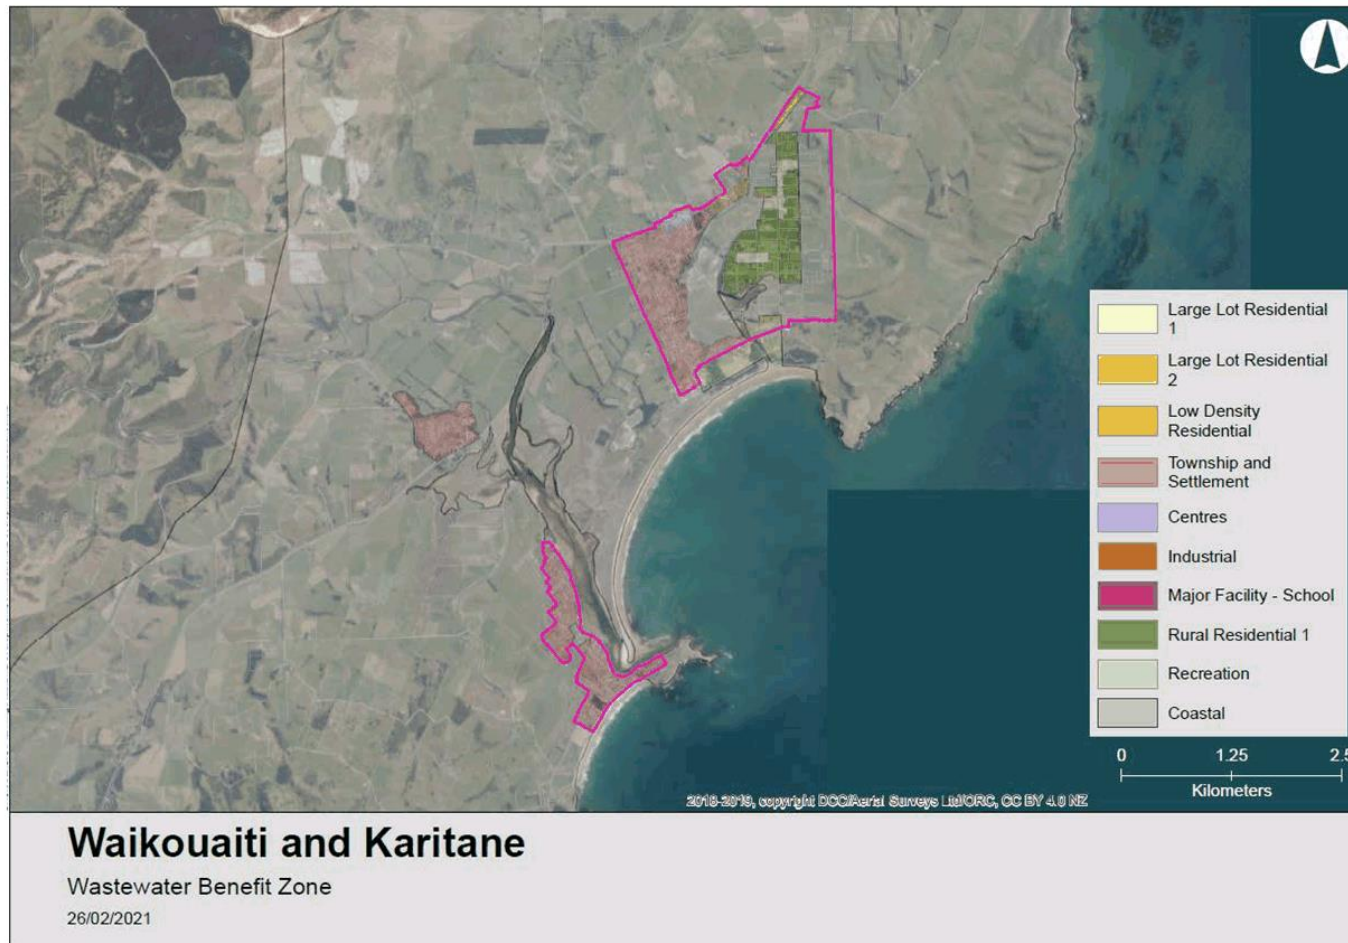 Large Lot Residential
1
Large Lot Residential
2
Low Density
Residential
Township and
Settlement
Centres
Industrial
Major Facility - School
Rural Residential 1
Recreation
Coastal
0 1.25 2.5
Kilometers
2018-2019, copyright DCC/Aerial Surveys Ltd/ORC, CC BY 4.0 NZ
Waikouaiti and Karitane
Wastewater Benefit Zone
26/02/2021